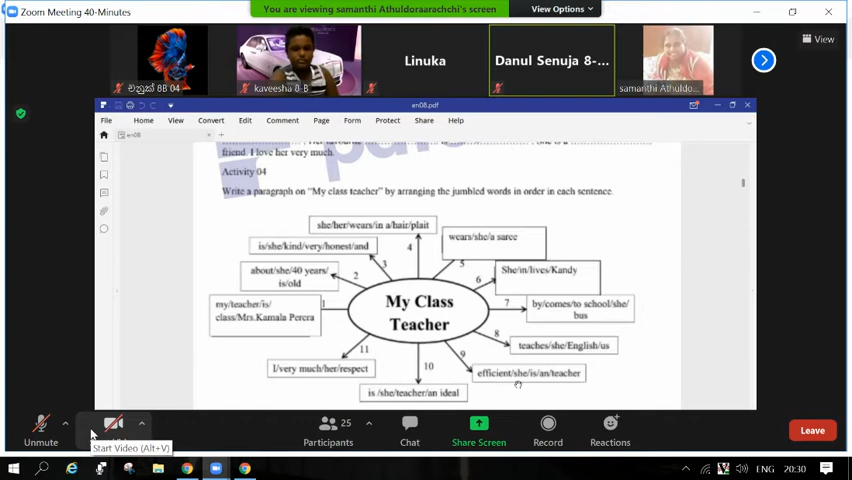 Zoom Meeting 40-Minutes
You are viewing samanthi Athuldoraarachchi's screen
View Options
View
චනුක් 8B 04
kaveesha 8-B
Linuka
Danul Senuja 8-...
samanthi Athuldo...
en08.pdf
File Home View Convert Edit Comment Page Form Protect Share Help
en08
friend. I love her very much.
Activity 04
Write a paragraph on "My class teacher" by arranging the jumbled words in order in each sentence.
she/her/wears/in a/hair/plait
is/she/kind/very/honest/and
about/she/40 years/
is/old
my/teacher/is/
class/Mrs.Kamala Perera
I/very much/her/respect
is /she/teacher/an ideal
efficient/she/is/an/teacher
teaches/she/English/us
by/comes/to school/she/
bus
She/in/lives/Kandy
wears/she/a saree
My Class
Teacher
1
2
3
4
5
6
7
8
9
10
11
Unmute
Start Video (Alt+V)
25
Participants
Chat
Share Screen
Record
Reactions
Leave
ENG
20:30